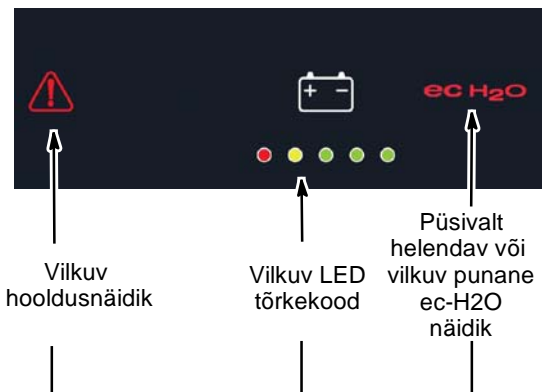 + −
ec H2O
Vilkuv
hooldusnäidik
Vilkuv LED
tõrkekood
Püsivalt
helendav või
vilkuv punane
ec-H2O
näidik